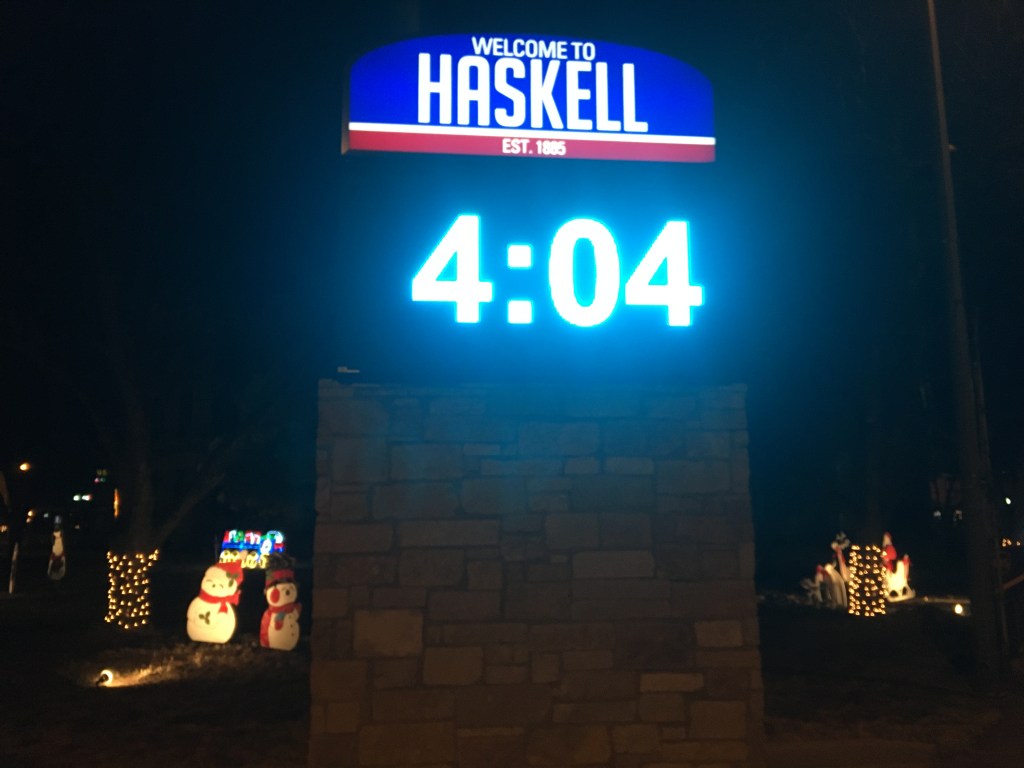 WELCOME TO
HASKELL
EST. 1885
4:04